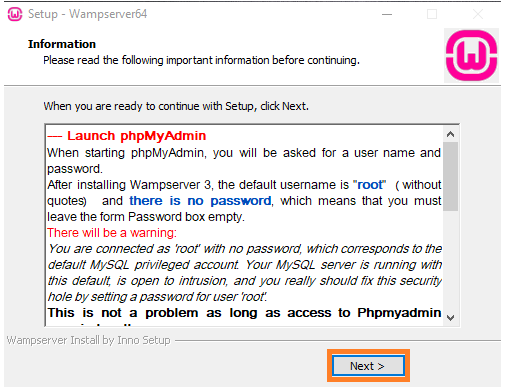 Setup - Wampserver64
Information
Please read the following important information before continuing.
When you are ready to continue with Setup, click Next.
--- Launch phpMyAdmin
When starting phpMyAdmin, you will be asked for a user name and
password.
After installing Wampserver 3, the default username is "root" ( without
quotes) and there is no password, which means that you must
leave the form Password box empty.
There will be a warning:
You are connected as 'root' with no password, which corresponds to the
default MySQL privileged account. Your MySQL server is running with
this default, is open to intrusion, and you really should fix this security
hole by setting a password for user 'root'.
This is not a problem as long as access to Phpmyadmin
Wampserver Install by Inno Setup
Next >